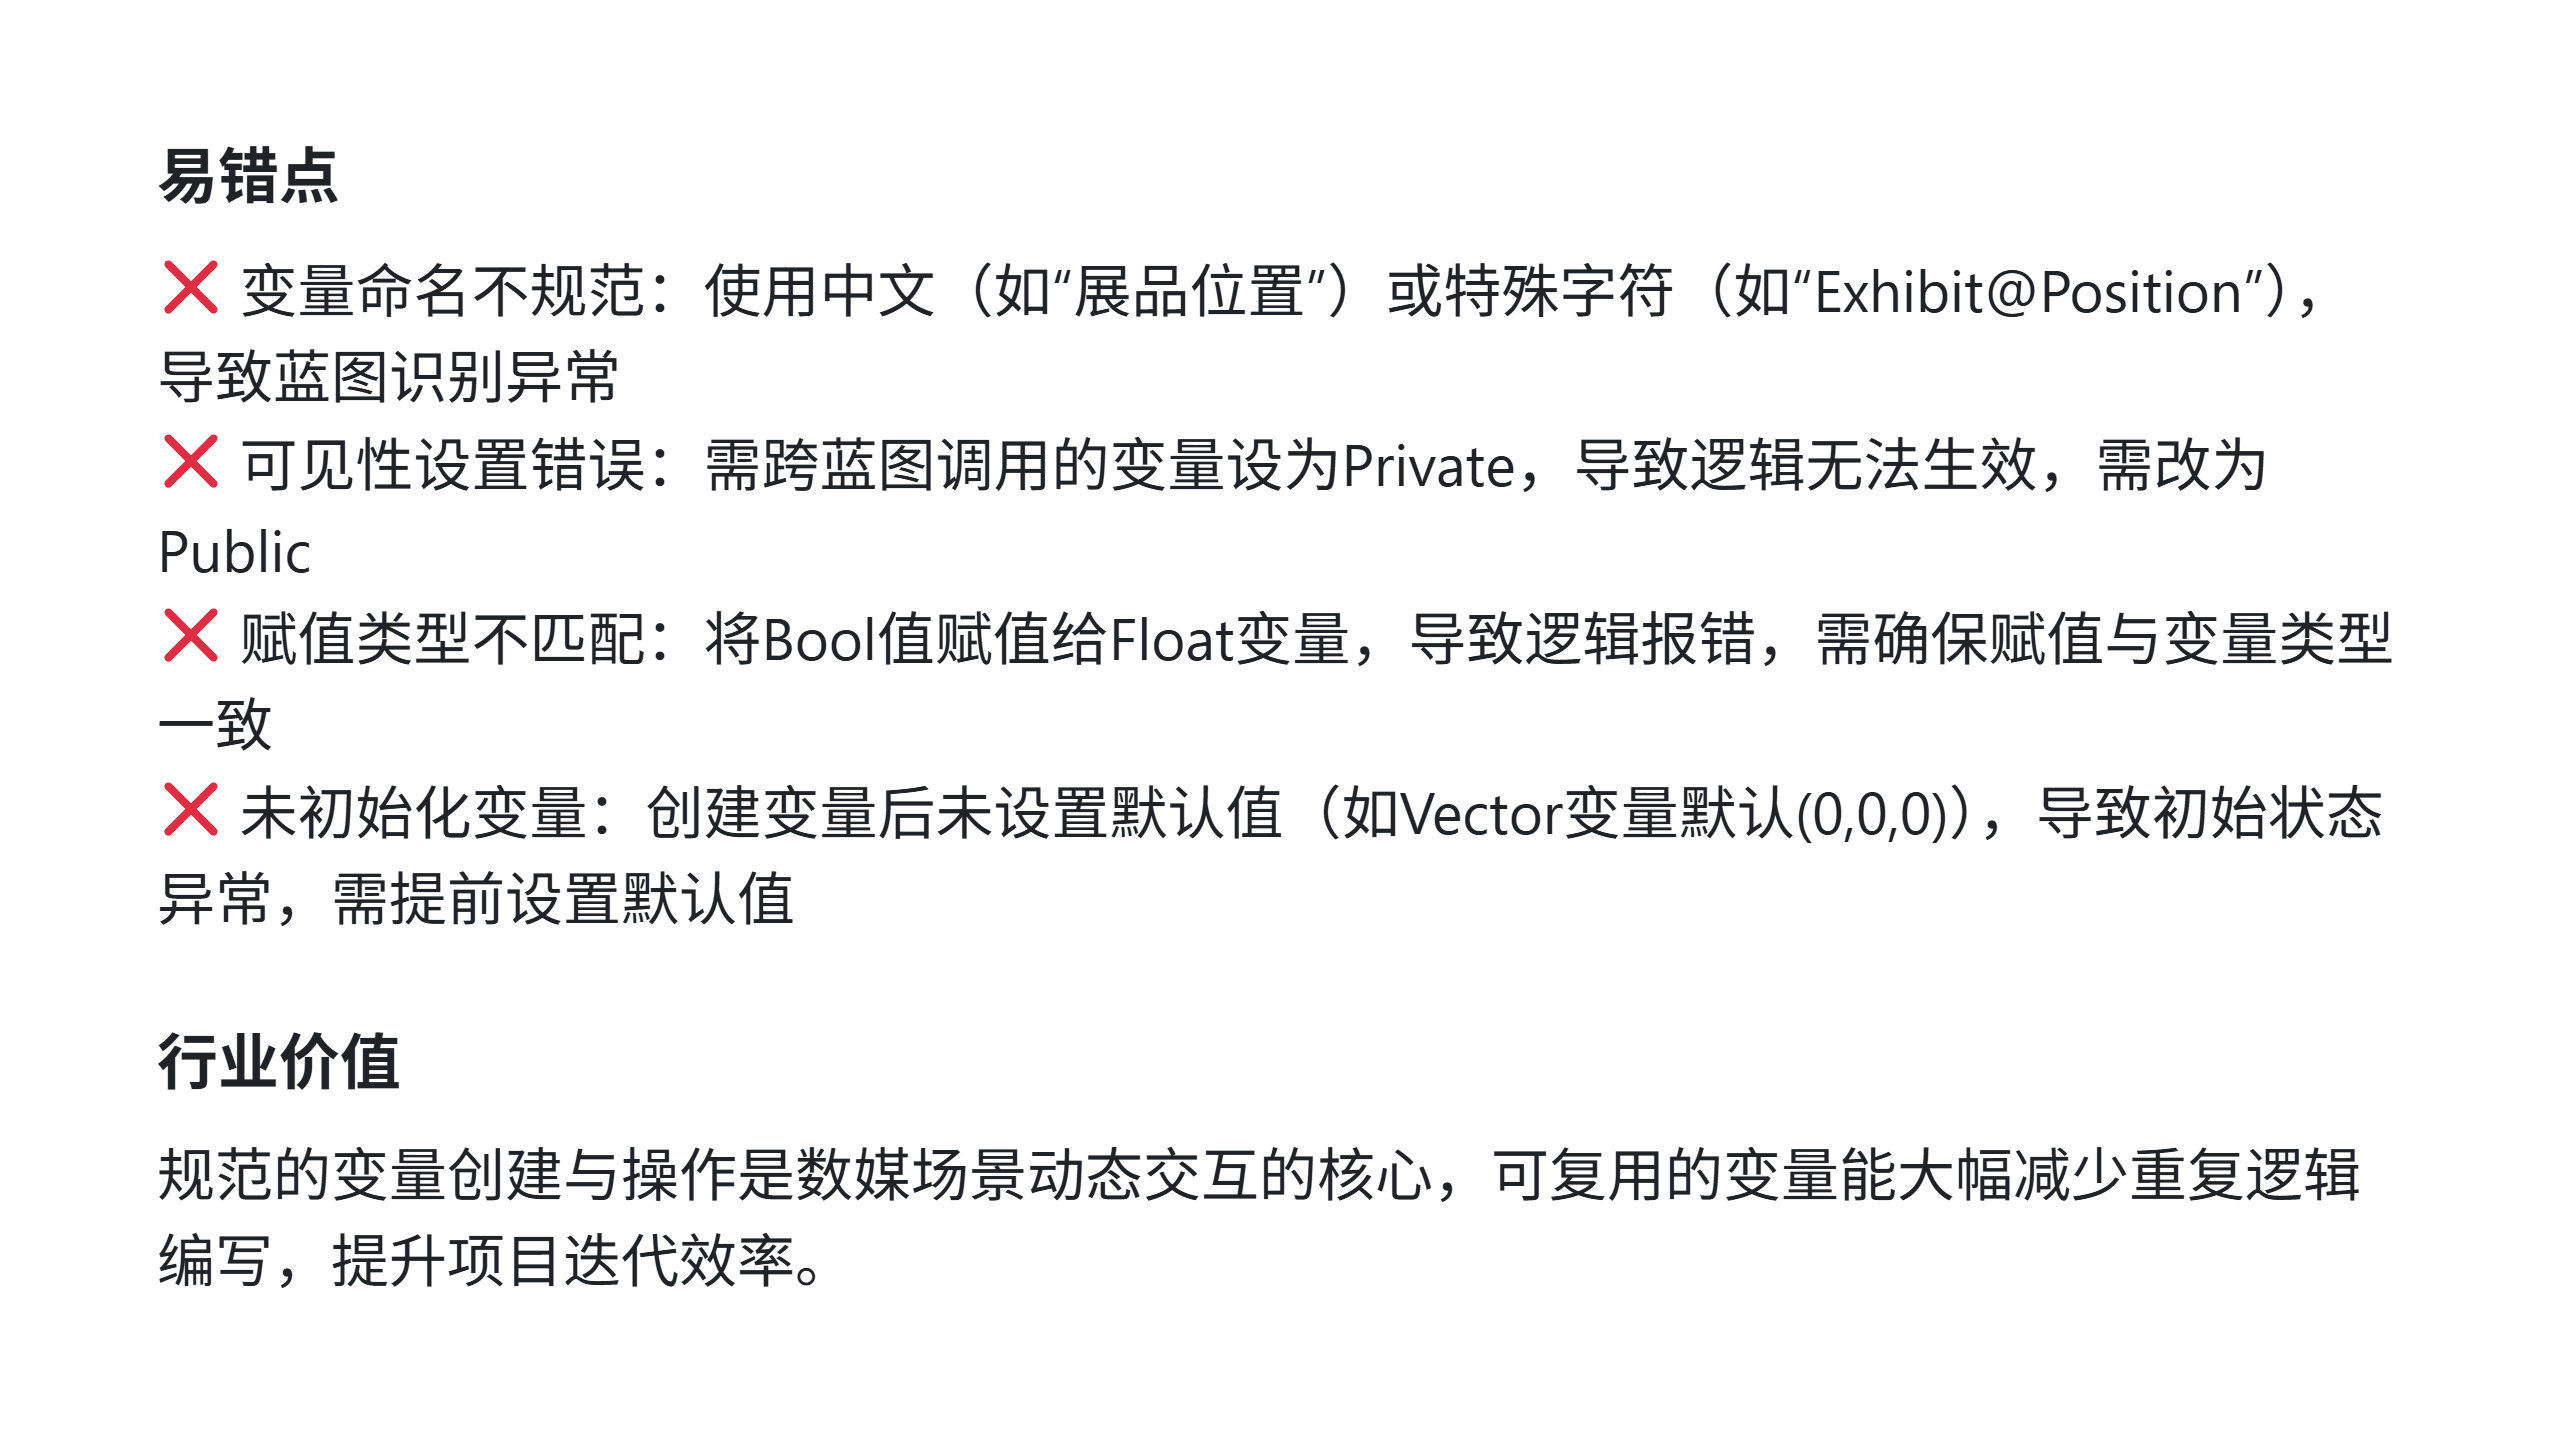 易错点
❌ 变量命名不规范：使用中文（如“展品位置”）或特殊字符（如“Exhibit@Position”），
导致蓝图识别异常
❌ 可见性设置错误：需跨蓝图调用的变量设为Private，导致逻辑无法生效，需改为
Public
❌ 赋值类型不匹配：将Bool值赋值给Float变量，导致逻辑报错，需确保赋值与变量类型
一致
❌ 未初始化变量：创建变量后未设置默认值（如Vector变量默认(0,0,0)），导致初始状态
异常，需提前设置默认值
行业价值
规范的变量创建与操作是数媒场景动态交互的核心，可复用的变量能大幅减少重复逻辑
编写，提升项目迭代效率。